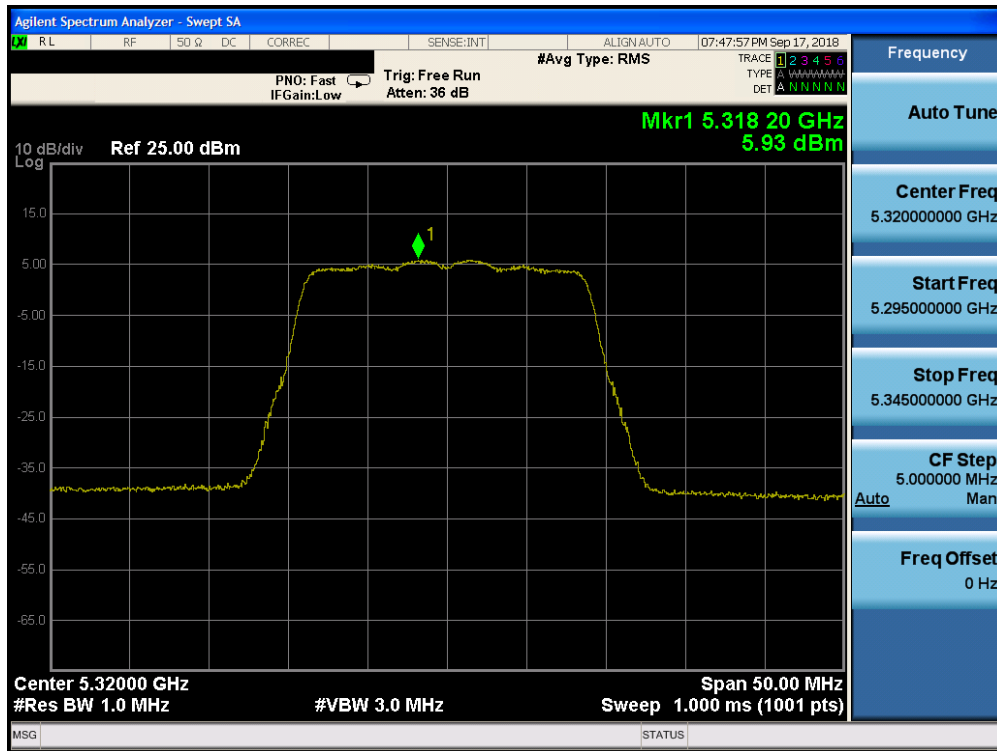 Agilent Spectrum Analyzer - Swept SA
LXI RL RF 50 Ω DC CORREC SENSE:INT ALIGN AUTO 07:47:57 PM Sep 17, 2018
#Avg Type: RMS
TRACE 1 2 3 4 5 6
PNO: Fast Trig: Free Run
TYPE A WWWWW
IFGain:Low Atten: 36 dB
DET A N N N N N
Mkr1 5.318 20 GHz
10 dB/div Ref 25.00 dBm 5.93 dBm
Log
1
15.0
5.00
-5.00
-15.0
-25.0
-35.0
-45.0
-55.0
-65.0
Center 5.32000 GHz Span 50.00 MHz
#Res BW 1.0 MHz #VBW 3.0 MHz Sweep 1.000 ms (1001 pts)
MSG STATUS
Frequency
Auto Tune
Center Freq
5.320000000 GHz
Start Freq
5.295000000 GHz
Stop Freq
5.345000000 GHz
CF Step
5.000000 MHz
Auto Man
Freq Offset
0 Hz